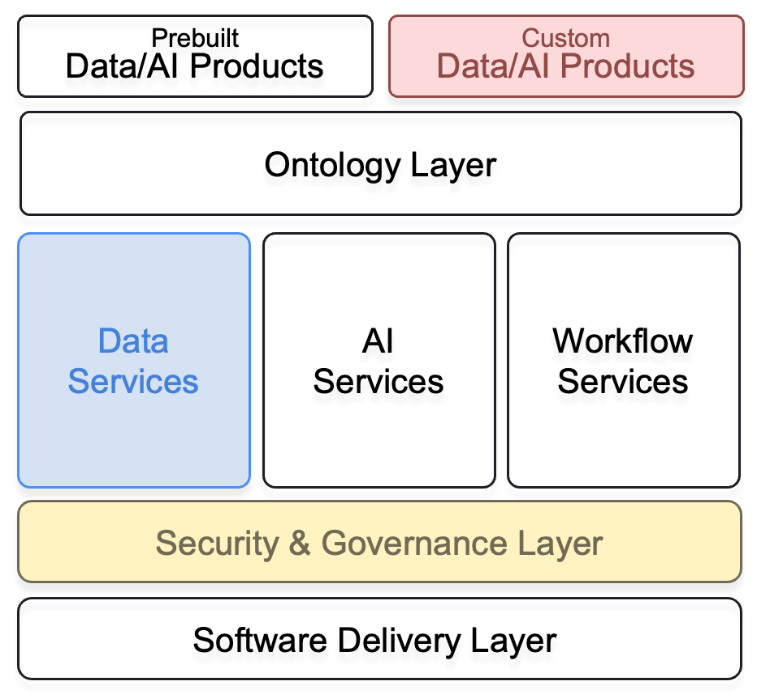 Prebuilt
Data/AI Products
Custom
Data/AI Products
Ontology Layer
Data
Services
AI
Services
Workflow
Services
Security & Governance Layer
Software Delivery Layer